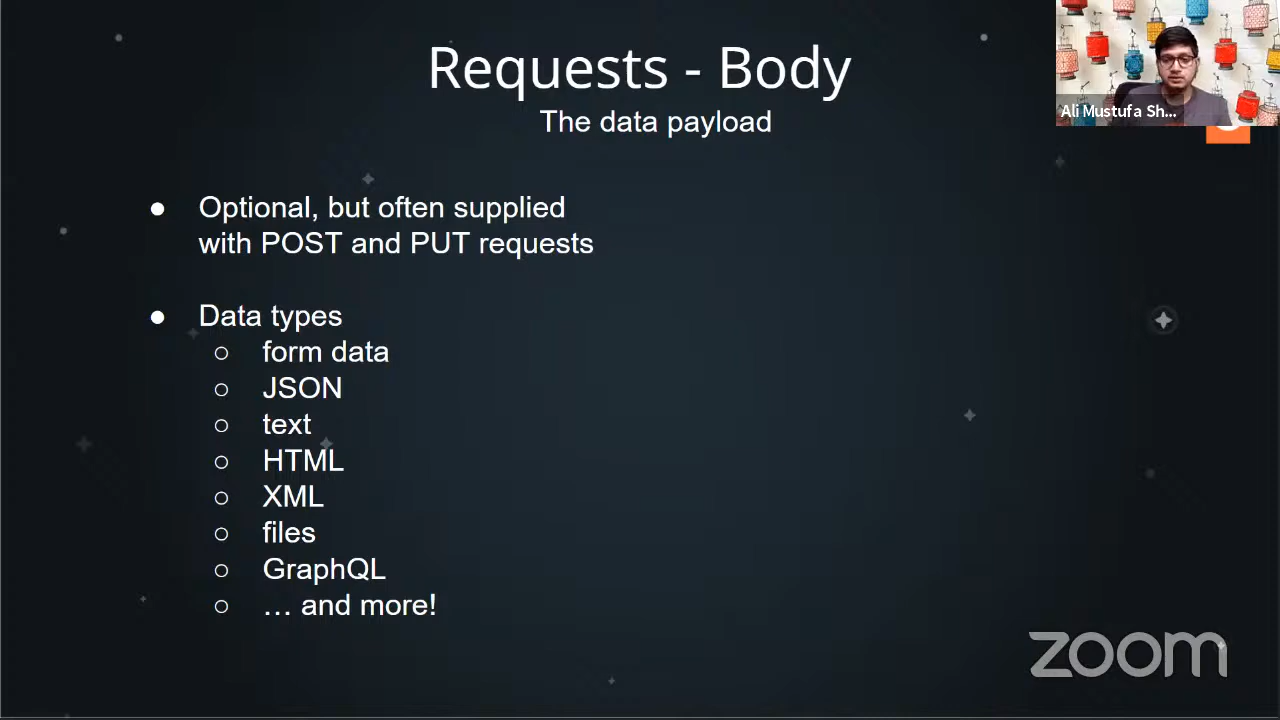 Requests - Body
The data payload
Ali Mustufa Sh...
● Optional, but often supplied
with POST and PUT requests
● Data types
○ form data
○ JSON
○ text
○ HTML
○ XML
○ files
○ GraphQL
○ … and more!
zoom